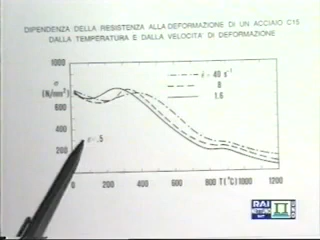 DIPENDENZA DELLA RESISTENZA ALLA DEFORMAZIONE DI UN ACCIAIO C15
DALLA TEMPERATURA E DALLA VELOCITA' DI DEFORMAZIONE
1000
σ
(N/mm²)
600
400
200
ε̇ = 40 s⁻¹
8
1.6
ε=.5
0 200 400 600 800 T(°C) 1000 1200
RAI